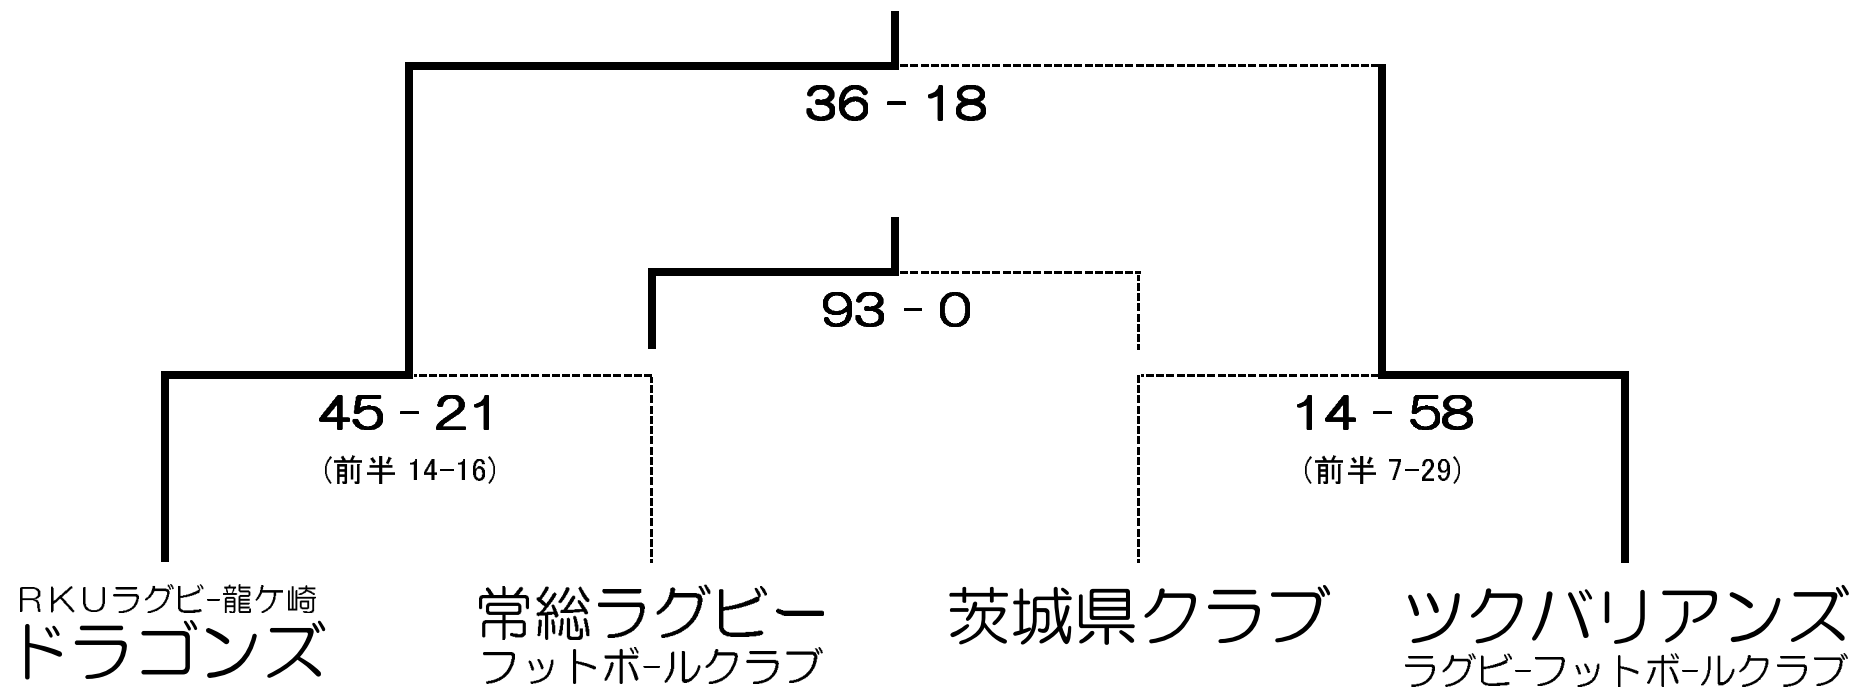 36 - 18
93 - 0
45 - 21
(前半 14-16)
14 - 58
(前半 7-29)
ＲＫＵラグビー龍ケ崎
ドラゴンズ
常総ラグビー
フットボールクラブ
茨城県クラブ
ツクバリアンズ
ラグビーフットボールクラブ